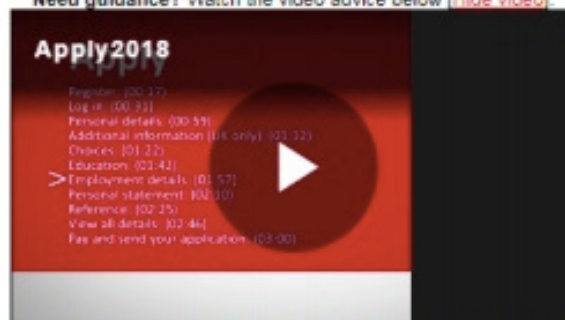 Need guidance? Watch the video advice below [Hide video].
Apply2018
Apply
Register (00:17)
Log in (00:31)
Personal details (00:59)
Additional information (UK only) (01:12)
Choices (01:22)
Education (01:42)
>Employment details (01:57)
Personal statement (02:10)
Reference (02:25)
View all details (02:46)
Pay and send your application (03:00)